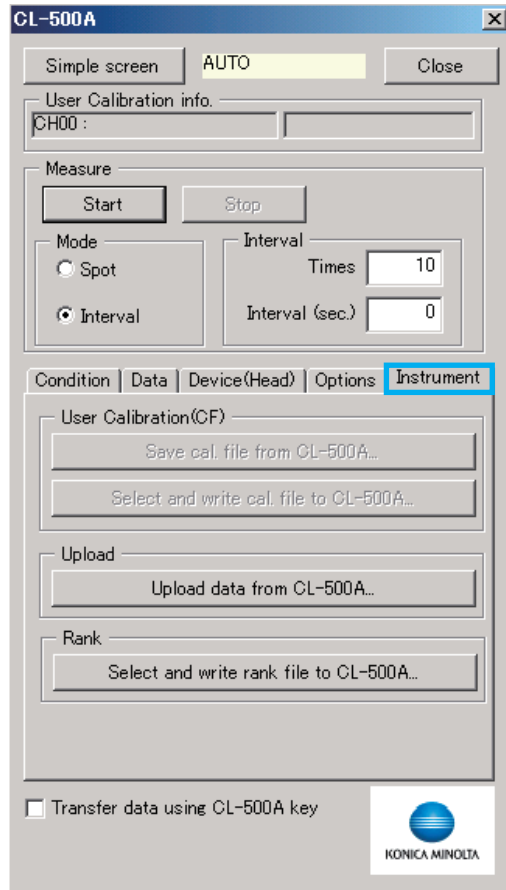 CL-500A
Simple screen AUTO Close
User Calibration info.
CH00 :
Measure
Start Stop
Mode Interval
Spot Times 10
Interval Interval (sec.) 0
Condition Data Device(Head) Options Instrument
User Calibration(CF)
Save cal. file from CL-500A...
Select and write cal. file to CL-500A...
Upload
Upload data from CL-500A...
Rank
Select and write rank file to CL-500A...
Transfer data using CL-500A key
KONICA MINOLTA